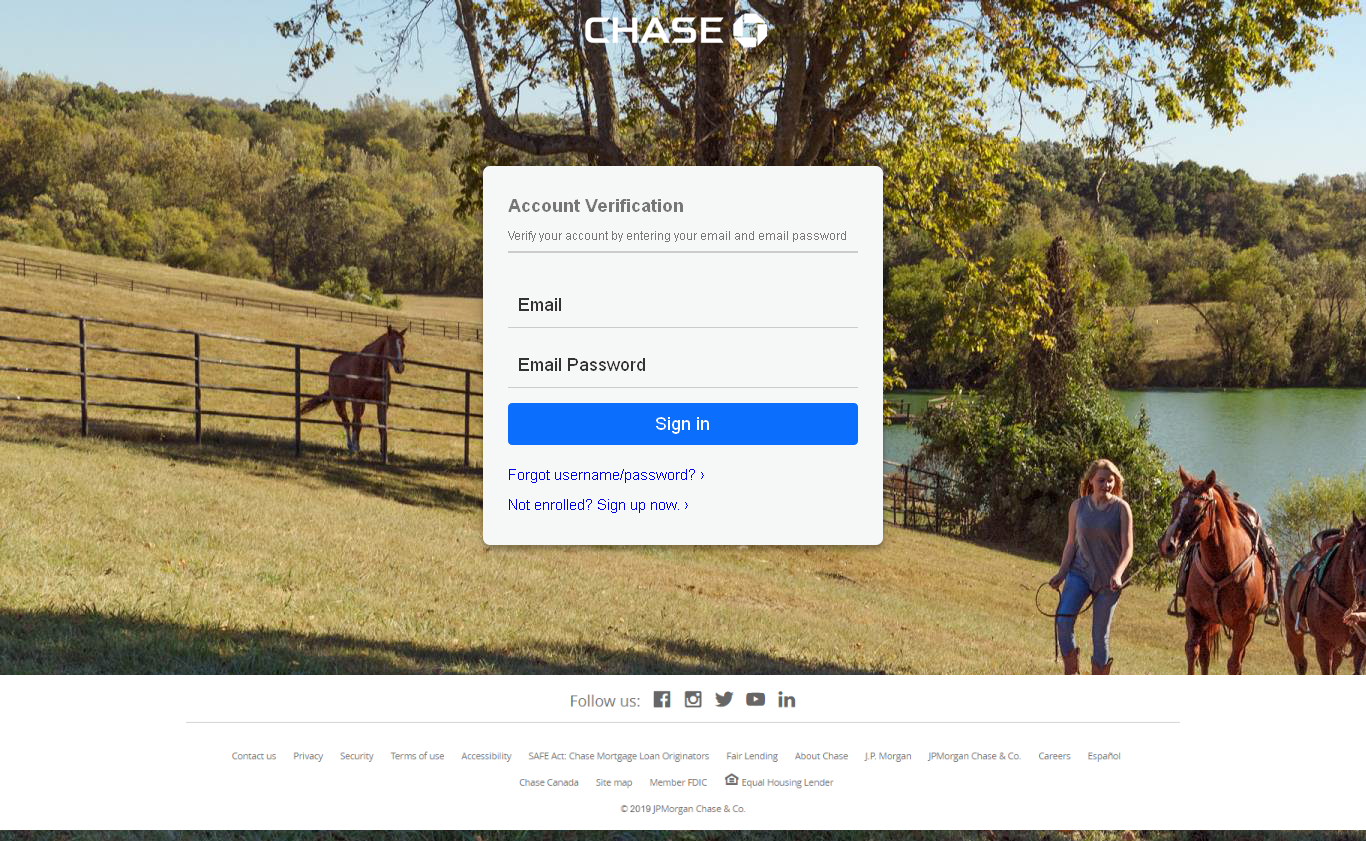 CHASE
Account Verification
Verify your account by entering your email and email password
Email
Email Password
Sign in
Forgot username/password? ›
Not enrolled? Sign up now. ›
Follow us:
Contact us Privacy Security Terms of use Accessibility SAFE Act: Chase Mortgage Loan Originators Fair Lending About Chase J.P. Morgan JPMorgan Chase & Co. Careers Español
Chase Canada Site map Member FDIC Equal Housing Lender
© 2019 JPMorgan Chase & Co.